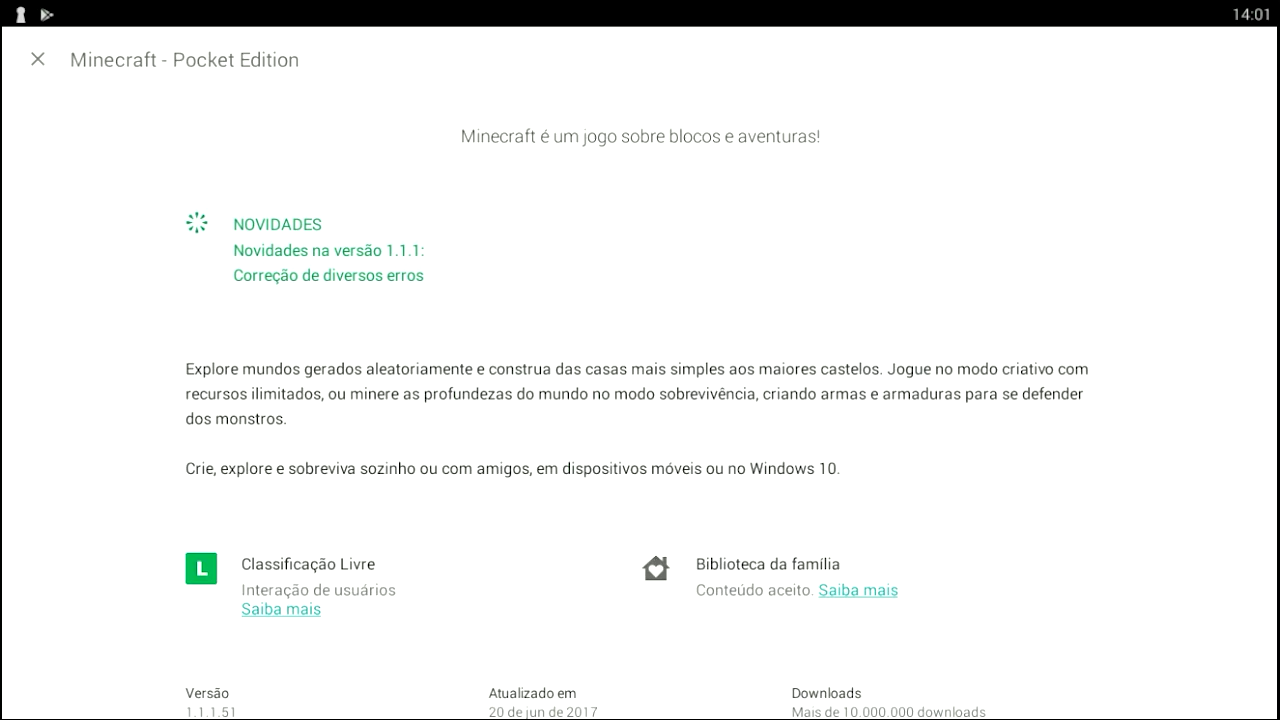 14:01
Minecraft - Pocket Edition
Minecraft é um jogo sobre blocos e aventuras!
NOVIDADES
Novidades na versão 1.1.1:
Correção de diversos erros
Explore mundos gerados aleatoriamente e construa das casas mais simples aos maiores castelos. Jogue no modo criativo com
recursos ilimitados, ou minere as profundezas do mundo no modo sobrevivência, criando armas e armaduras para se defender
dos monstros.
Crie, explore e sobreviva sozinho ou com amigos, em dispositivos móveis ou no Windows 10.
L
Classificação Livre
Interação de usuários
Saiba mais
Biblioteca da família
Conteúdo aceito. Saiba mais
Versão
1.1.1.51
Atualizado em
20 de jun de 2017
Downloads
Mais de 10.000.000 downloads